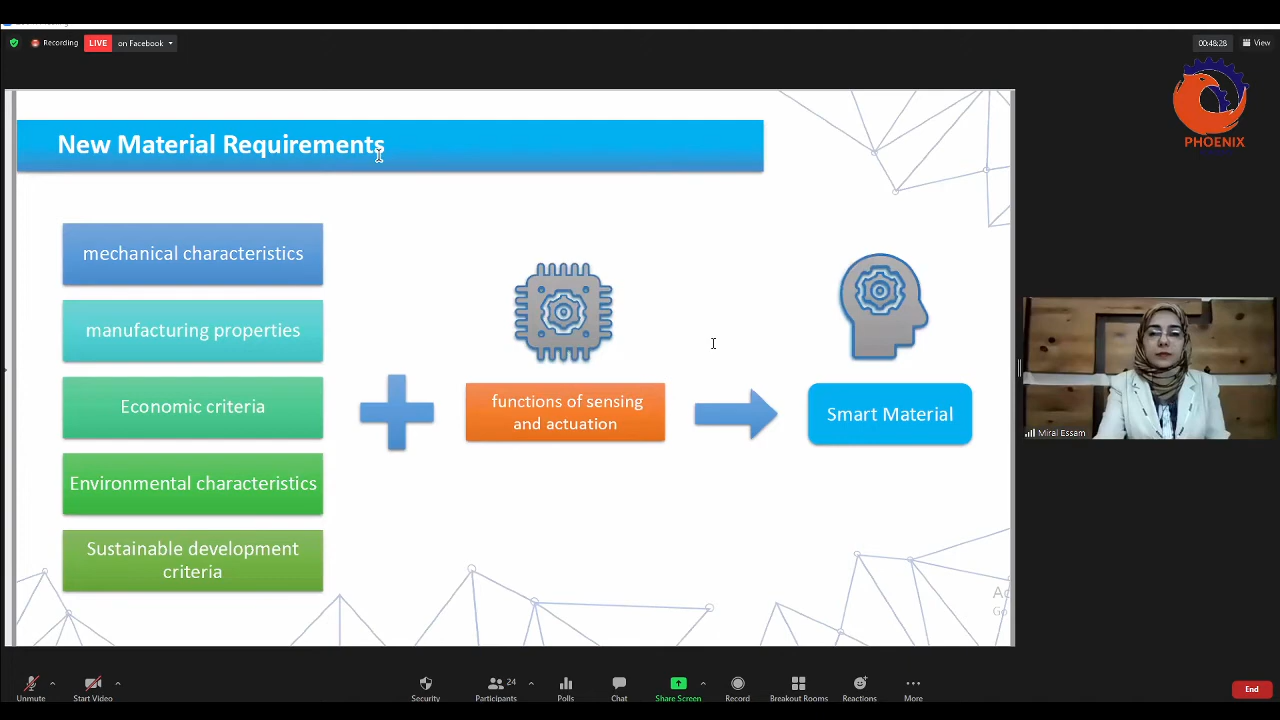 Recording
LIVE
on Facebook
00:48:28
View
PHOENIX
New Material Requirements
mechanical characteristics
manufacturing properties
Economic criteria
Environmental characteristics
Sustainable development
criteria
functions of sensing
and actuation
Smart Material
Miral Essam
Unmute
Start Video
Security
Participants
24
Polls
Chat
Share Screen
Record
Breakout Rooms
Reactions
More
End